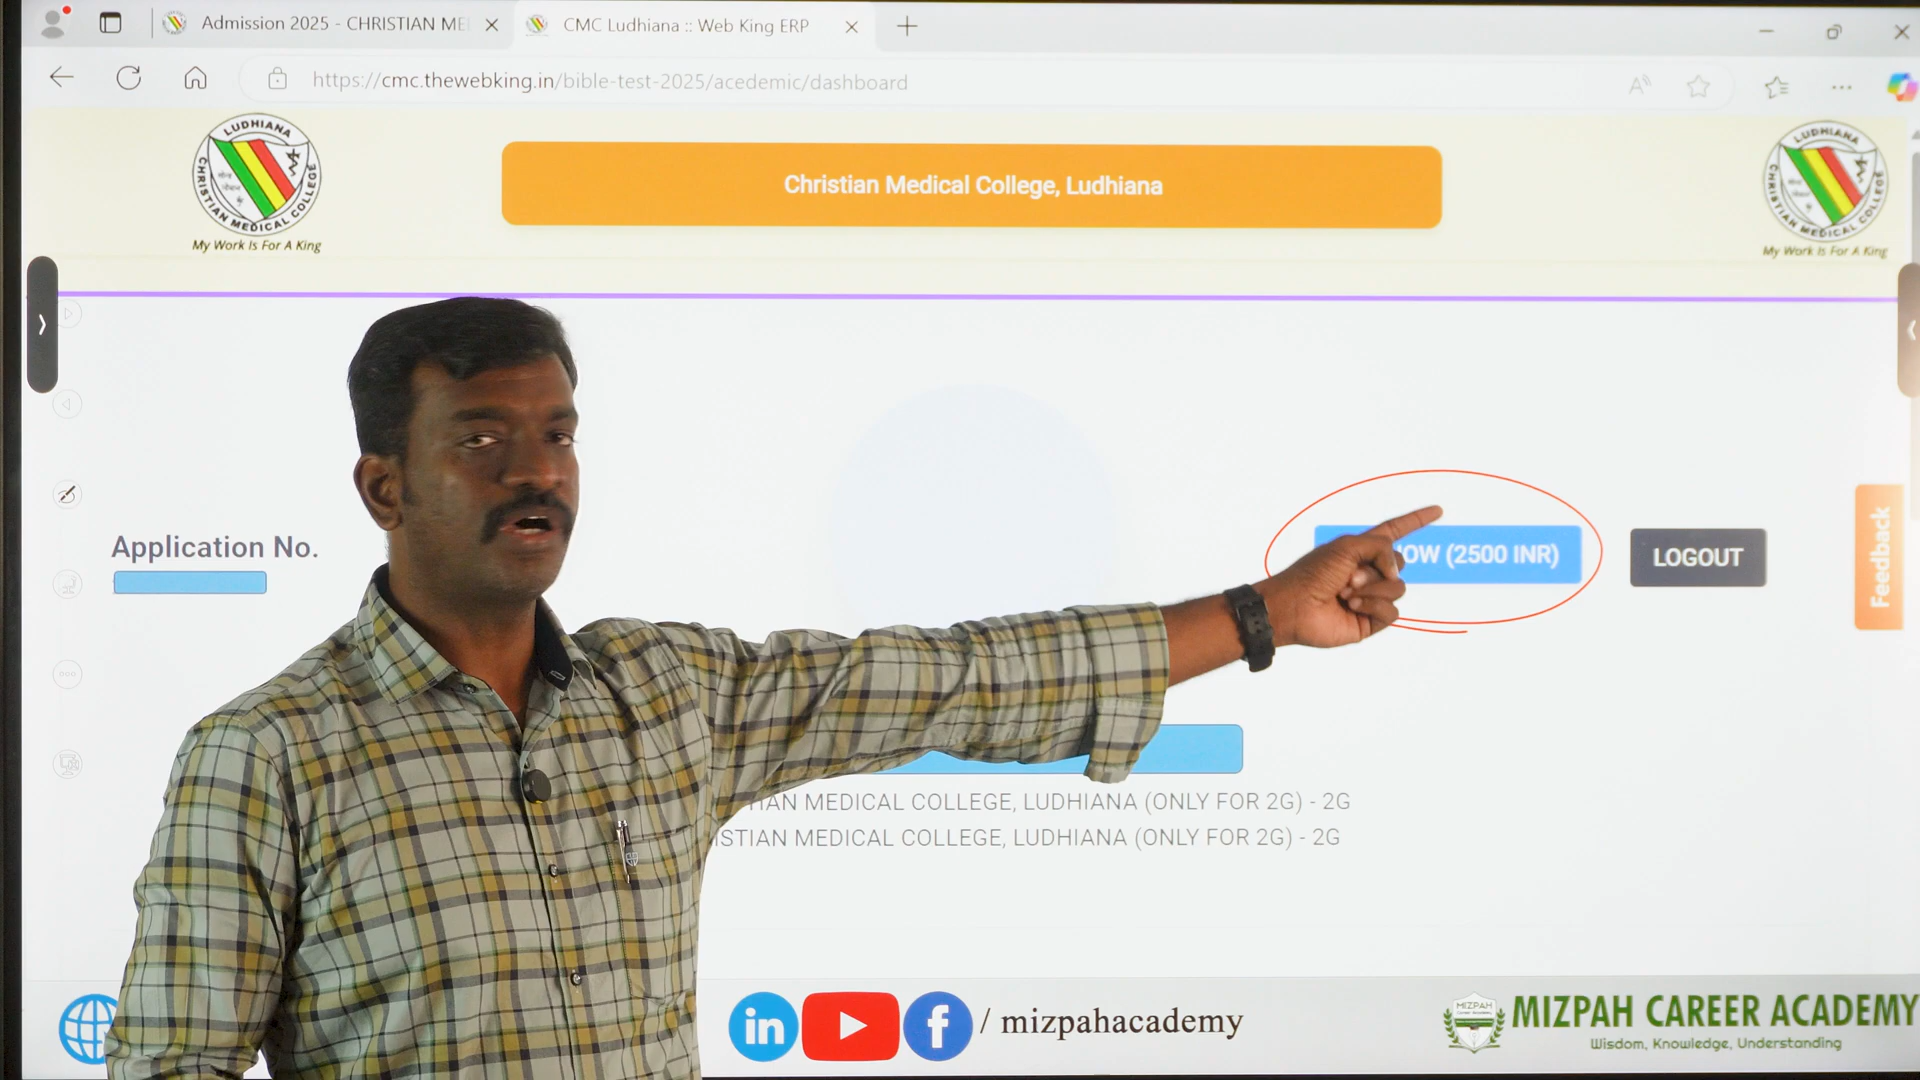 Admission 2025 - CHRISTIAN ME
CMC Ludhiana :: Web King ERP
https://cmc.thewebking.in/bible-test-2025/acedemic/dashboard
LUDHIANA
CHRISTIAN MEDICAL COLLEGE
My Work Is For A King
Christian Medical College, Ludhiana
LUDHIANA
CHRISTIAN MEDICAL COLLEGE
My Work Is For A King
Application No.
OW (2500 INR)
LOGOUT
Feedback
IAN MEDICAL COLLEGE, LUDHIANA (ONLY FOR 2G) - 2G
ISTIAN MEDICAL COLLEGE, LUDHIANA (ONLY FOR 2G) - 2G
in
f
/ mizpahacademy
MIZPAH
MIZPAH CAREER ACADEMY
Wisdom, Knowledge, Understanding